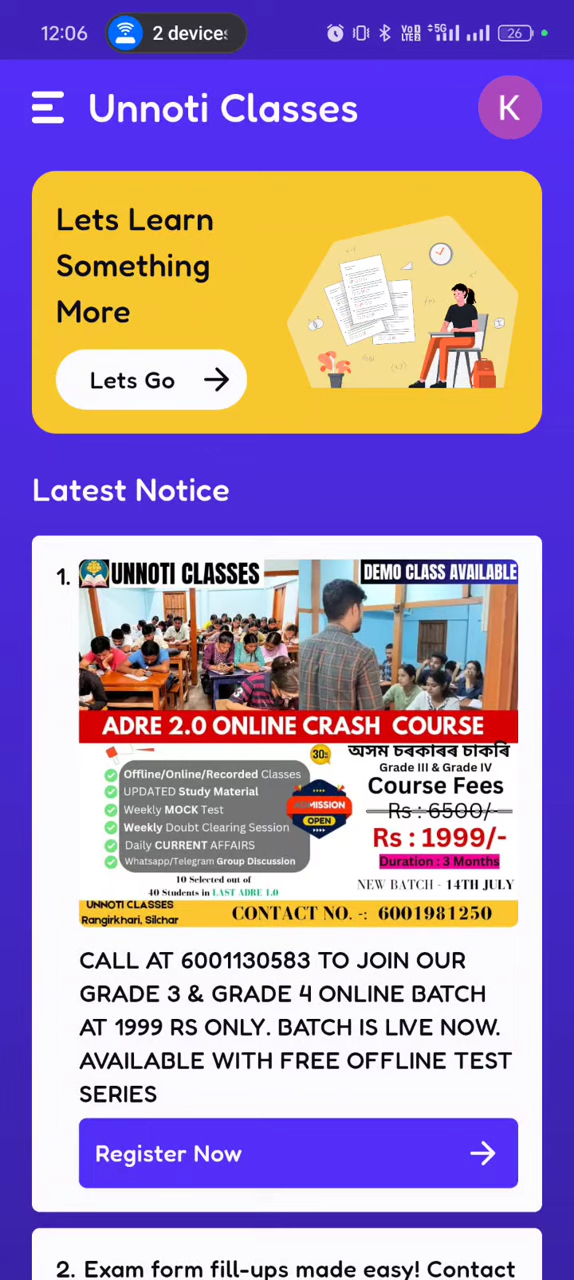 12:06
2 device
Vo LTE 2
5G
26
Unnoti Classes
K
Lets Learn
Something
More
Lets Go
Latest Notice
1.
UNNOTI CLASSES
DEMO CLASS AVAILABLE
ADRE 2.0 ONLINE CRASH COURSE
Offline/Online/Recorded Classes
UPDATED Study Material
Weekly MOCK Test
Weekly Doubt Clearing Session
Daily CURRENT AFFAIRS
Whatsapp/Telegram Group Discussion
10 Selected out of
40 Students in LAST ADRE 1.0
ADMISSION
OPEN
অসম চৰকাৰৰ চাকৰি
Grade III & Grade IV
Course Fees
Rs : 6500/-
Rs : 1999/-
Duration : 3 Months
NEW BATCH - 14TH JULY
UNNOTI CLASSES
Rangirkhari, Silchar
CONTACT NO. -: 6001981250
CALL AT 6001130583 TO JOIN OUR
GRADE 3 & GRADE 4 ONLINE BATCH
AT 1999 RS ONLY. BATCH IS LIVE NOW.
AVAILABLE WITH FREE OFFLINE TEST
SERIES
Register Now
2. Exam form fill-ups made easy! Contact